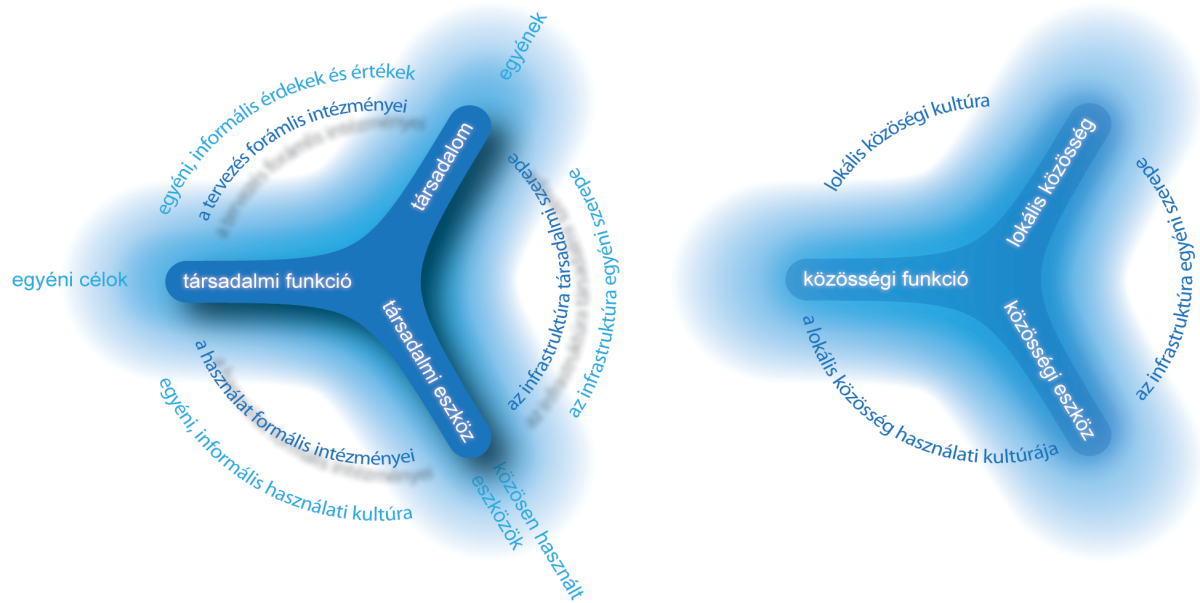 egyének
egyéni, informális érdekek és értékek
a tervezés forámlis intézményei
társadalom
az infrastruktúra társadalmi szerepe
az infrastruktúra egyéni szerepe
egyéni célok
társadalmi funkció
társadalmi eszköz
a használat formális intézményei
egyéni, informális használati kultúra
közösen használt
eszközök
lokális közöségi kultúra
lokális közösség
az infrastruktúra egyéni szerepe
közösségi funkció
közösségi eszköz
a lokális közösség használati kultúrája